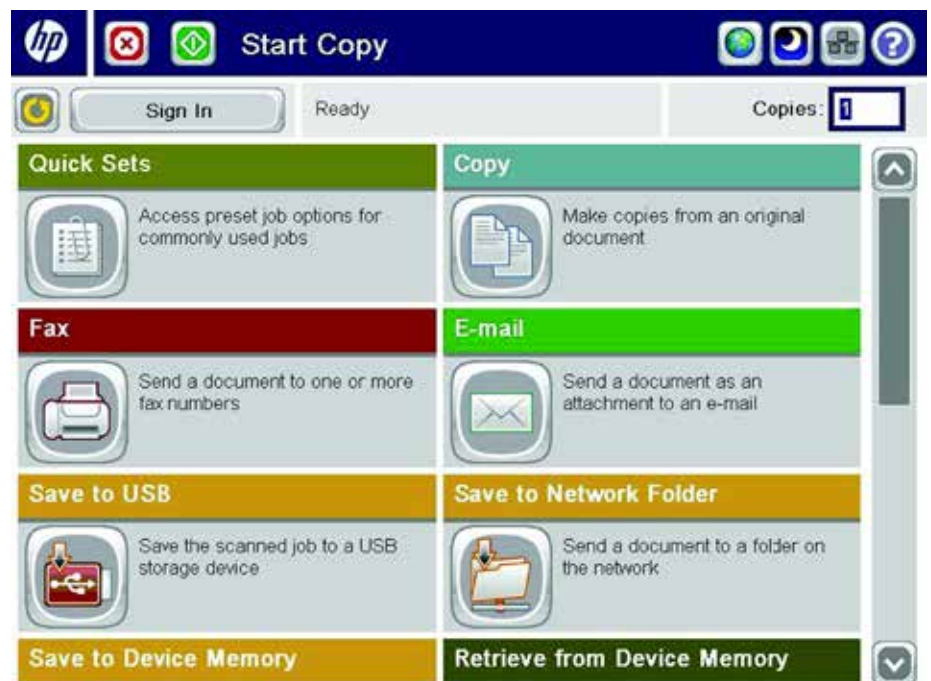 hp
Start Copy
?
Sign In
Ready
Copies: 1
Quick Sets
Access preset job options for
commonly used jobs
Copy
Make copies from an original
document
Fax
Send a document to one or more
fax numbers
E-mail
Send a document as an
attachment to an e-mail
Save to USB
Save the scanned job to a USB
storage device
Save to Network Folder
Send a document to a folder on
the network
Save to Device Memory
Retrieve from Device Memory